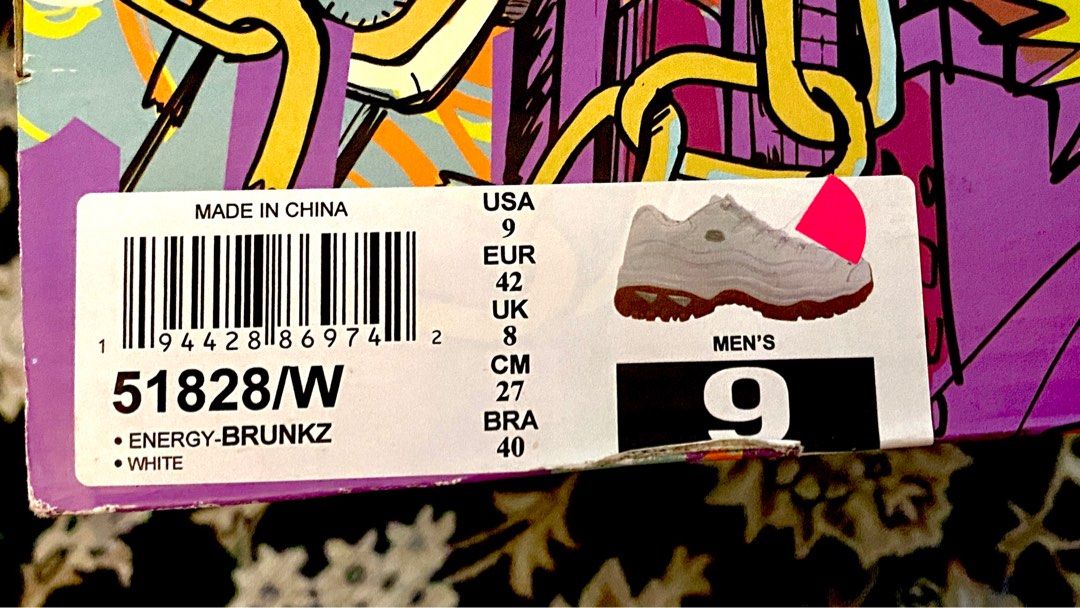 MADE IN CHINA
1 94428 86974 2
51828/W
• ENERGY-BRUNKZ
• WHITE
USA
9
EUR
42
UK
8
CM
27
BRA
40
MEN'S
9